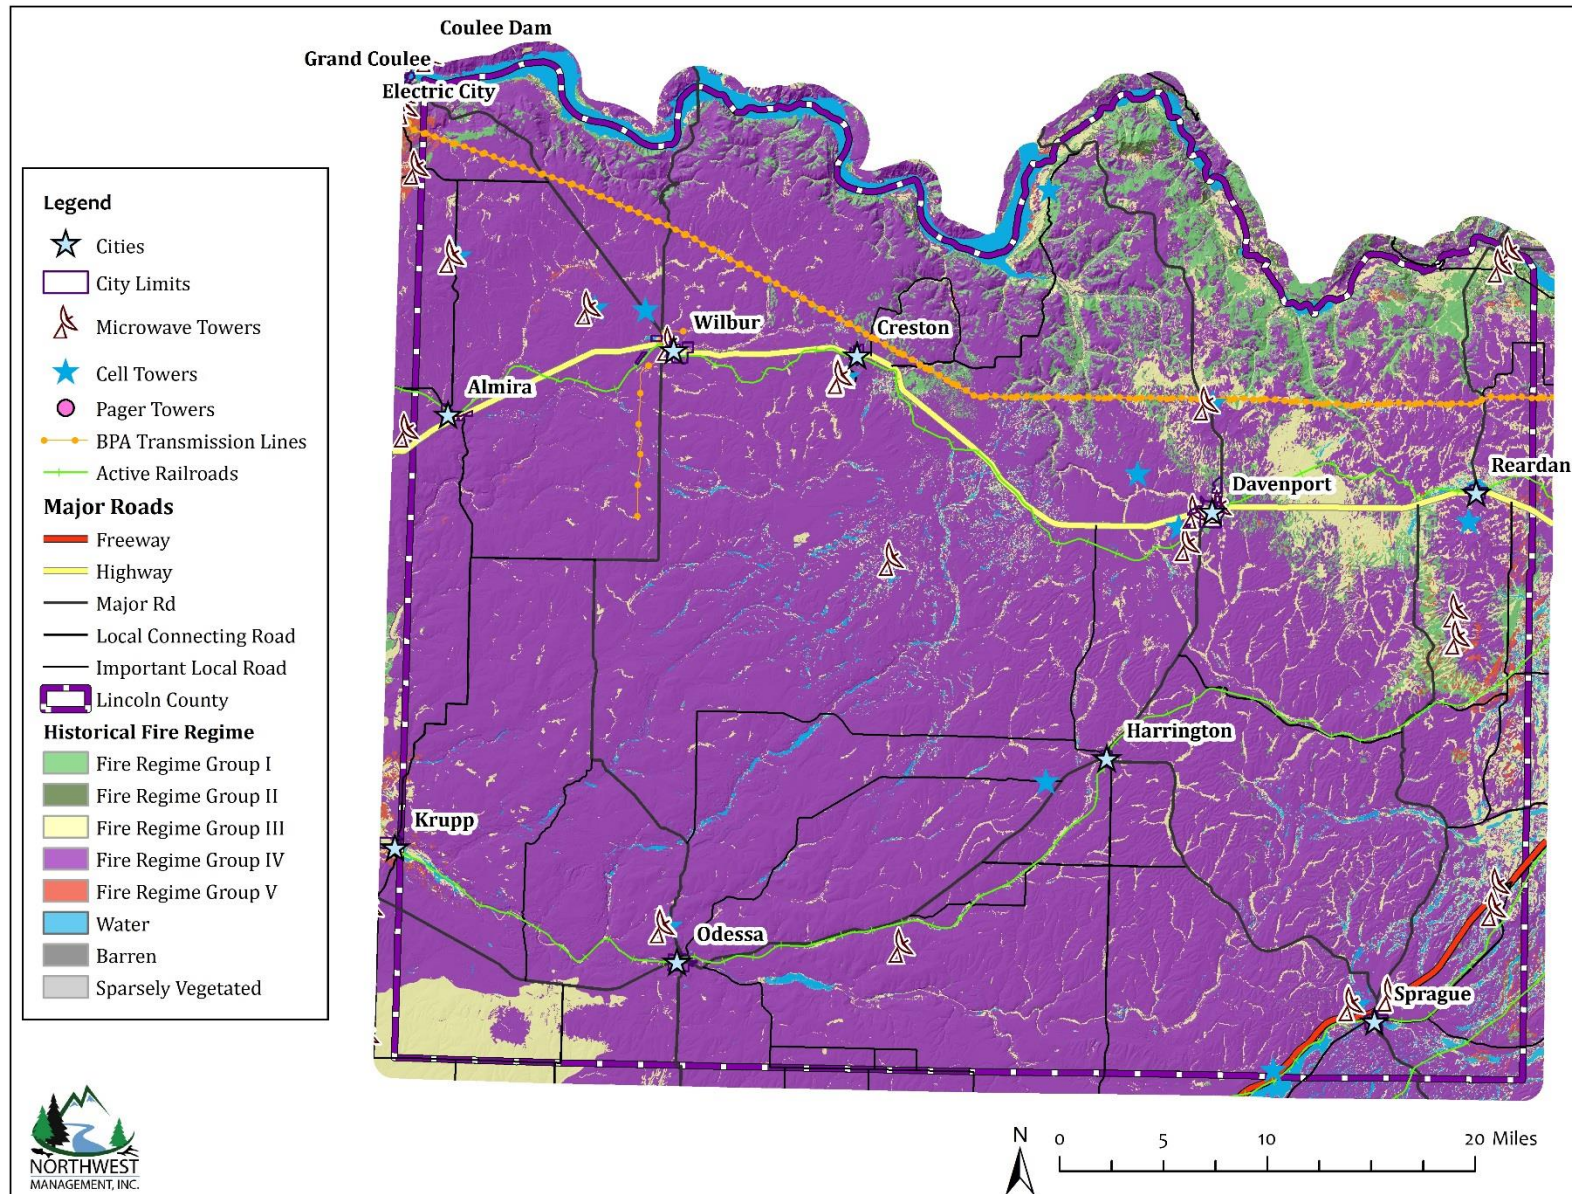 Coulee Dam
Grand Coulee
Electric City
Legend
Cities
City Limits
Microwave Towers
Cell Towers
Pager Towers
BPA Transmission Lines
Active Railroads
Major Roads
Freeway
Highway
Major Rd
Local Connecting Road
Important Local Road
Lincoln County
Historical Fire Regime
Fire Regime Group I
Fire Regime Group II
Fire Regime Group III
Fire Regime Group IV
Fire Regime Group V
Water
Barren
Sparsely Vegetated
Wilbur
Creston
Almira
Reardan
Davenport
Harrington
Krupp
Odessa
Sprague
NORTHWEST
MANAGEMENT, INC.
N
0 5 10 20 Miles